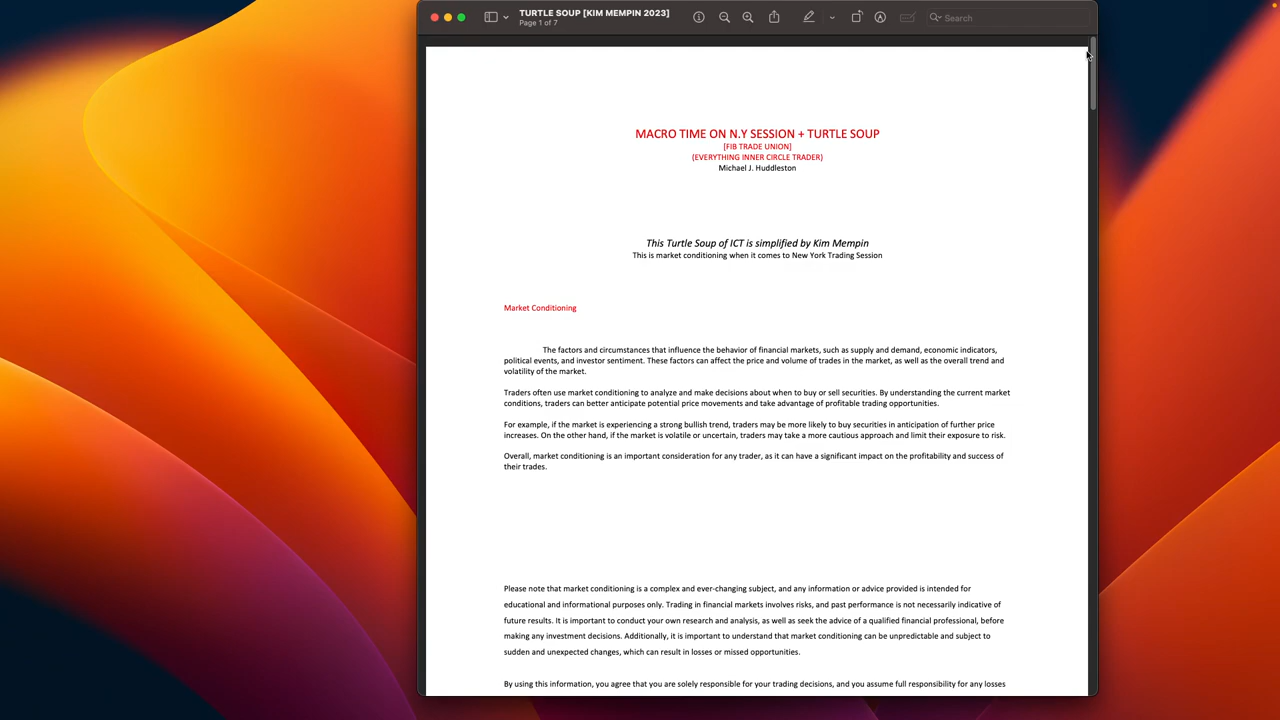 TURTLE SOUP [KIM MEMPIN 2023]
Page 1 of 7
Search
MACRO TIME ON N.Y SESSION + TURTLE SOUP
[FIB TRADE UNION]
(EVERYTHING INNER CIRCLE TRADER)
Michael J. Huddleston
This Turtle Soup of ICT is simplified by Kim Mempin
This is market conditioning when it comes to New York Trading Session
Market Conditioning
The factors and circumstances that influence the behavior of financial markets, such as supply and demand, economic indicators,
political events, and investor sentiment. These factors can affect the price and volume of trades in the market, as well as the overall trend and
volatility of the market.
Traders often use market conditioning to analyze and make decisions about when to buy or sell securities. By understanding the current market
conditions, traders can better anticipate potential price movements and take advantage of profitable trading opportunities.
For example, if the market is experiencing a strong bullish trend, traders may be more likely to buy securities in anticipation of further price
increases. On the other hand, if the market is volatile or uncertain, traders may take a more cautious approach and limit their exposure to risk.
Overall, market conditioning is an important consideration for any trader, as it can have a significant impact on the profitability and success of
their trades.
Please note that market conditioning is a complex and ever-changing subject, and any information or advice provided is intended for
educational and informational purposes only. Trading in financial markets involves risks, and past performance is not necessarily indicative of
future results. It is important to conduct your own research and analysis, as well as seek the advice of a qualified financial professional, before
making any investment decisions. Additionally, it is important to understand that market conditioning can be unpredictable and subject to
sudden and unexpected changes, which can result in losses or missed opportunities.
By using this information, you agree that you are solely responsible for your trading decisions, and you assume full responsibility for any losses